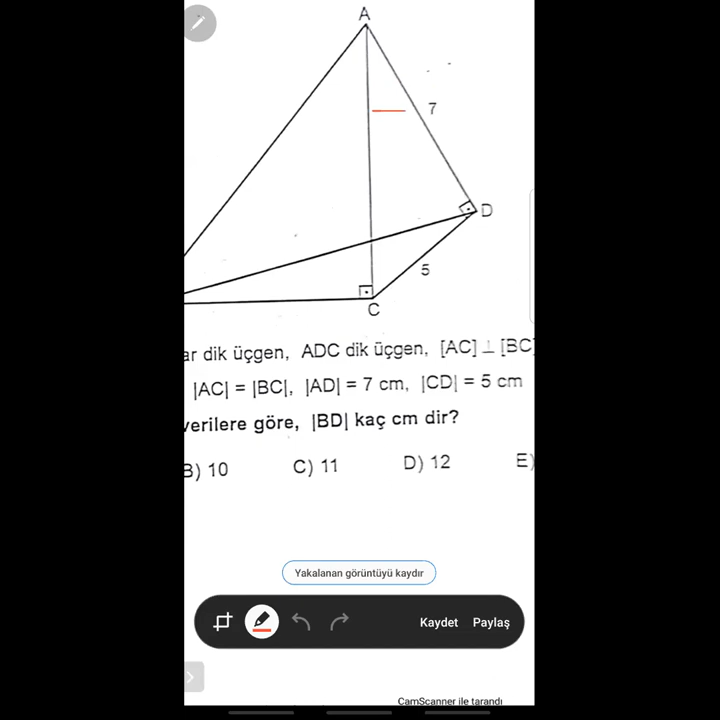 A
7
D
5
C
ar dik üçgen, ADC dik üçgen, [AC] ⊥ [BC]
|AC| = |BC|, |AD| = 7 cm, |CD| = 5 cm
verilere göre, |BD| kaç cm dir?
B) 10 C) 11 D) 12 E)
Yakalanan görüntüyü kaydır
Kaydet Paylaş
CamScanner ile tarandı